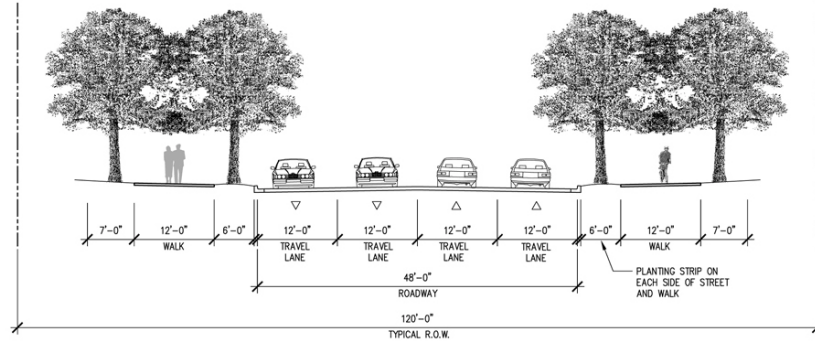 7'-0" 12'-0" 6'-0" 12'-0" 12'-0" 12'-0" 12'-0" 6'-0" 12'-0" 7'-0"
WALK TRAVEL TRAVEL TRAVEL TRAVEL WALK
LANE LANE LANE LANE
PLANTING STRIP ON
EACH SIDE OF STREET
AND WALK
48'-0"
ROADWAY
120'-0"
TYPICAL R.O.W.